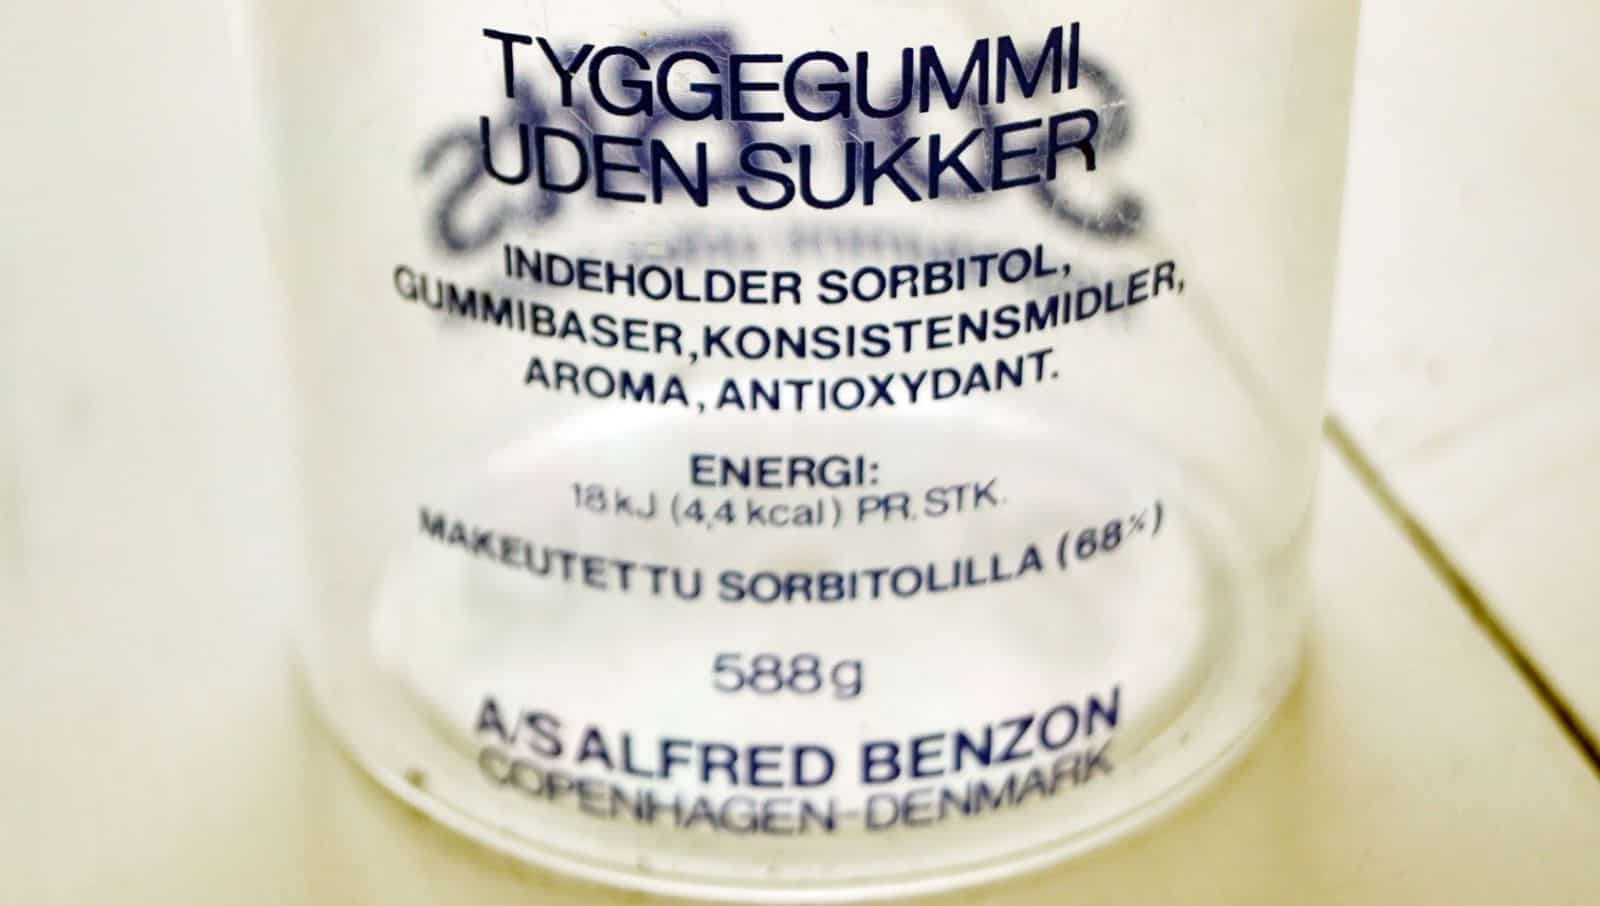 TYGGEGUMMI
UDEN SUKKER
INDEHOLDER SORBITOL,
GUMMIBASER, KONSISTENSMIDLER,
AROMA, ANTIOXYDANT.
ENERGI:
18 kJ (4,4 kcal) PR. STK.
MAKEUTETTU SORBITOLILLA (68%)
588 g
A/S ALFRED BENZON
COPENHAGEN-DENMARK